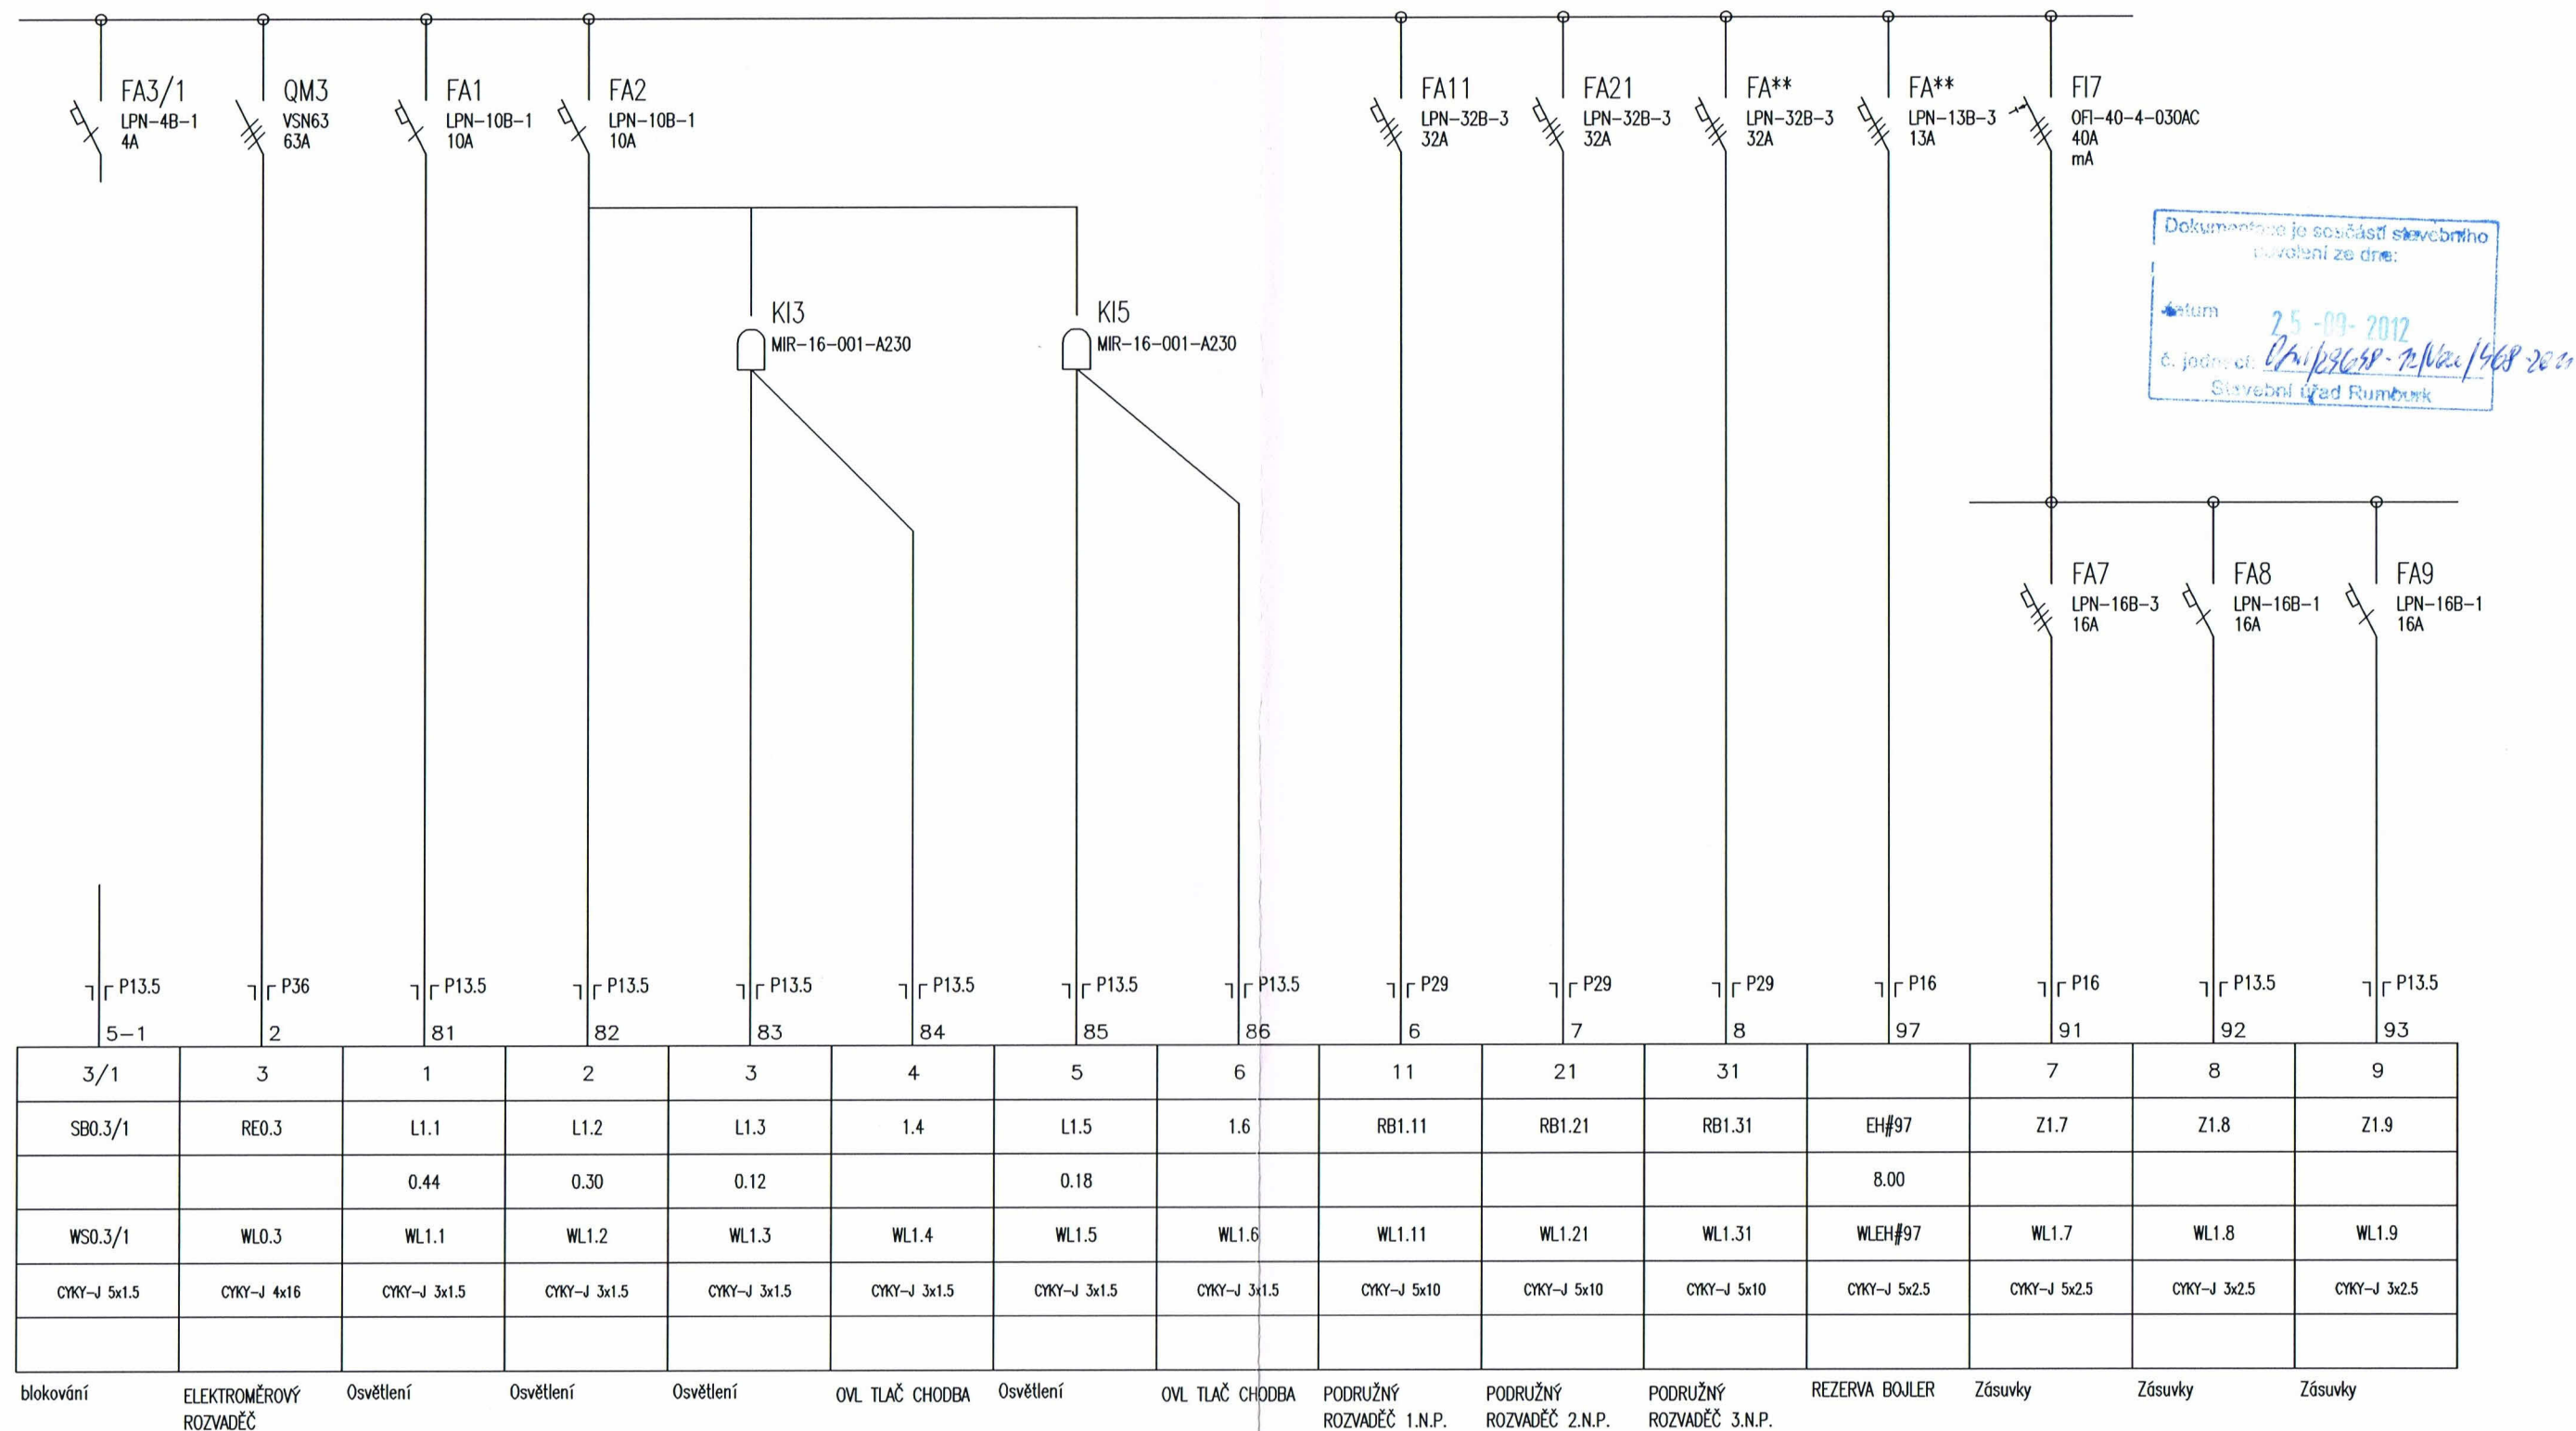 FA3/1
LPN-4B-1
4A
QM3
VSN63
63A
FA1
LPN-10B-1
10A
FA2
LPN-10B-1
10A
FA11
LPN-32B-3
32A
FA21
LPN-32B-3
32A
FA**
LPN-32B-3
32A
FA**
LPN-13B-3
13A
FI7
OFI-40-4-030AC
40A
mA
Dokumentace je součástí stavebního
povolení ze dne:
datum 25-09-2012
č. jedn.
Stavební úřad Rumburk
KI3
MIR-16-001-A230
KI5
MIR-16-001-A230
FA7
LPN-16B-3
16A
FA8
LPN-16B-1
16A
FA9
LPN-16B-1
16A
P13.5 P36 P13.5 P13.5 P13.5 P13.5 P13.5 P13.5 P29 P29 P29 P16 P16 P13.5 P13.5
5-1 2 81 82 83 84 85 86 6 7 8 97 91 92 93
3/1 3 1 2 3 4 5 6 11 21 31 7 8 9
SB0.3/1 RE0.3 L1.1 L1.2 L1.3 1.4 L1.5 1.6 RB1.11 RB1.21 RB1.31 EH#97 Z1.7 Z1.8 Z1.9
0.44 0.30 0.12 0.18 8.00
WS0.3/1 WL0.3 WL1.1 WL1.2 WL1.3 WL1.4 WL1.5 WL1.6 WL1.11 WL1.21 WL1.31 WLEH#97 WL1.7 WL1.8 WL1.9
CYKY-J 5x1.5 CYKY-J 4x16 CYKY-J 3x1.5 CYKY-J 3x1.5 CYKY-J 3x1.5 CYKY-J 3x1.5 CYKY-J 3x1.5 CYKY-J 3x1.5 CYKY-J 5x10 CYKY-J 5x10 CYKY-J 5x10 CYKY-J 5x2.5 CYKY-J 5x2.5 CYKY-J 3x2.5 CYKY-J 3x2.5
blokování
ELEKTROMĚROVÝ
ROZVADĚČ
Osvětlení
Osvětlení
Osvětlení
OVL TLAČ CHODBA
Osvětlení
OVL TLAČ CHODBA
PODRUŽNÝ
ROZVADĚČ 1.N.P.
PODRUŽNÝ
ROZVADĚČ 2.N.P.
PODRUŽNÝ
ROZVADĚČ 3.N.P.
REZERVA BOJLER
Zásuvky
Zásuvky
Zásuvky